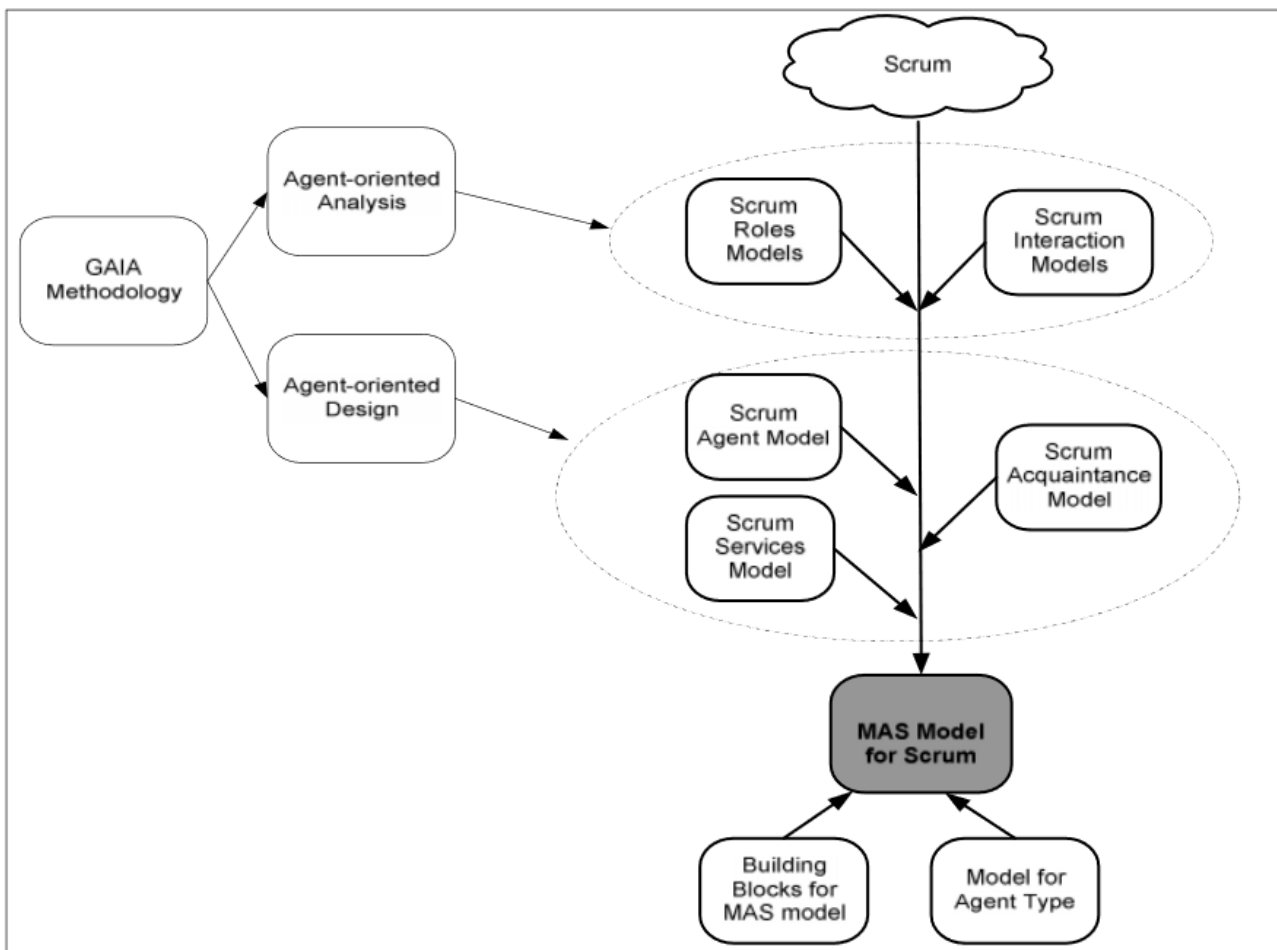 Scrum
Agent-oriented
Analysis
Scrum
Roles
Models
Scrum
Interaction
Models
GAIA
Methodology
Agent-oriented
Design
Scrum
Agent Model
Scrum
Acquaintance
Model
Scrum
Services
Model
MAS Model
for Scrum
Building
Blocks for
MAS model
Model for
Agent Type